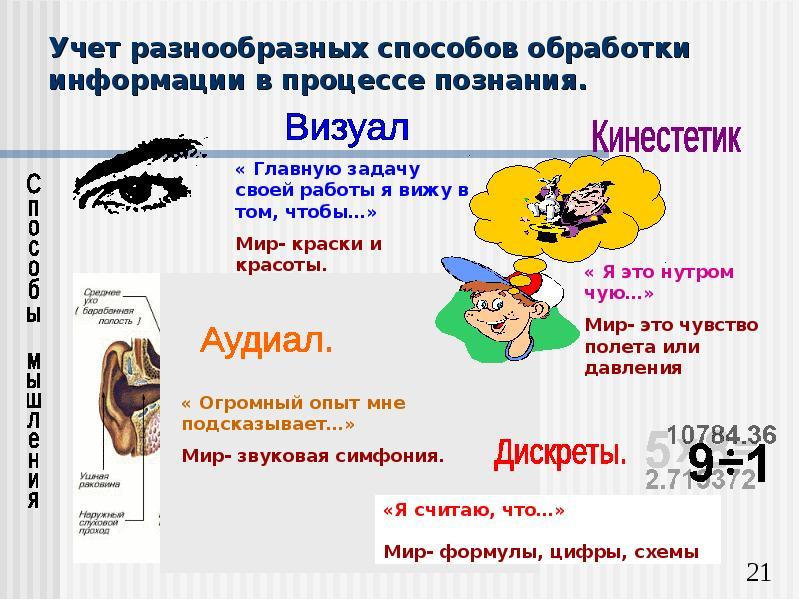 Учет разнообразных способов обработки
информации в процессе познания.
Способы мышления
Визуал
« Главную задачу
своей работы я вижу в
том, чтобы…»
Мир- краски и
красоты.
Кинестетик
« Я это нутром
чую…»
Мир- это чувство
полета или
давления
Среднее
ухо
( барабанная
полость)
Ушная
раковина
Наружный
слуховой
проход
Аудиал.
« Огромный опыт мне
подсказывает…»
Мир- звуковая симфония.
Дискреты.
10784.36
9÷1
«Я считаю, что…»
Мир- формулы, цифры, схемы
21